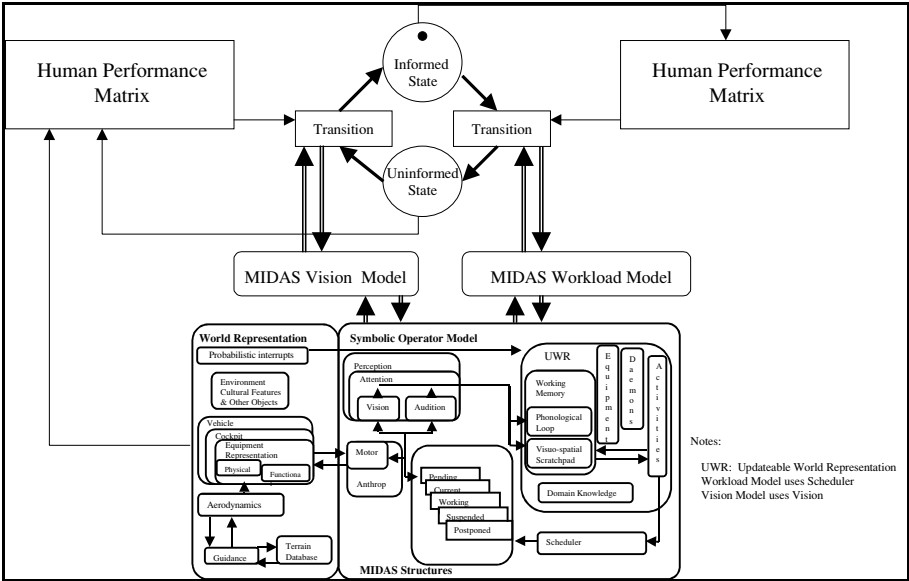 Human Performance
Matrix
Informed
State
Human Performance
Matrix
Transition
Transition
Uninformed
State
MIDAS Vision Model
MIDAS Workload Model
World Representation
Probabilistic interrupts
Environment
Cultural Features
& Other Objects
Vehicle
Cockpit
Equipment
Representation
Physical
Functiona
Aerodynamics
Guidance
Terrain
Database
Symbolic Operator Model
Perception
Attention
Vision
Audition
Motor
Anthrop
Pending
Current
Working
Suspended
Postponed
MIDAS Structures
UWR
Working
Memory
Phonological
Loop
Visuo-spatial
Scratchpad
Domain Knowledge
Equipment
Daemons
Activities
Scheduler
Notes:
UWR: Updateable World Representation
Workload Model uses Scheduler
Vision Model uses Vision